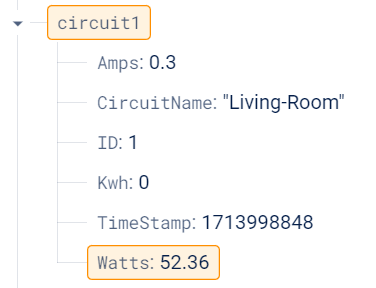 circuit1
Amps: 0.3
CircuitName: "Living-Room"
ID: 1
Kwh: 0
TimeStamp: 1713998848
Watts: 52.36